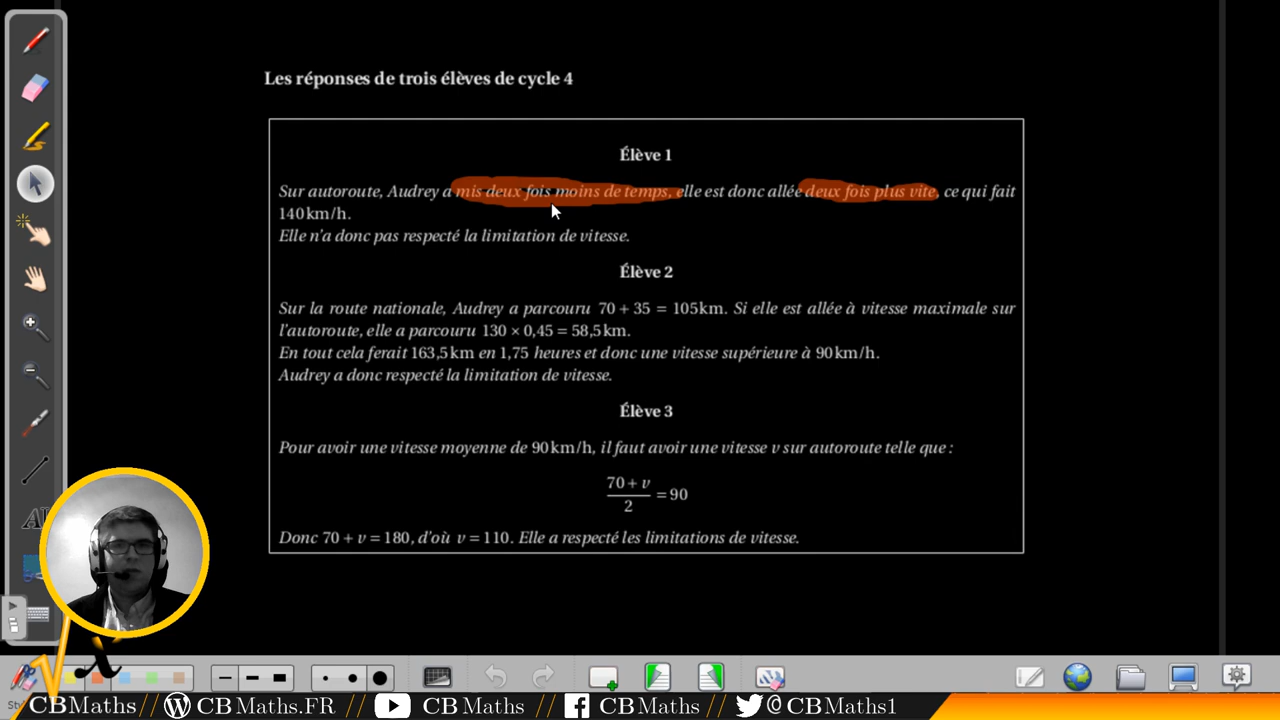 Les réponses de trois élèves de cycle 4
Élève 1
Sur autoroute, Audrey a mis deux fois moins de temps, elle est donc allée deux fois plus vite, ce qui fait
140 km/h.
Elle n'a donc pas respecté la limitation de vitesse.
Élève 2
Sur la route nationale, Audrey a parcouru 70 + 35 = 105 km. Si elle est allée à vitesse maximale sur
l'autoroute, elle a parcouru 130 × 0,45 = 58,5 km.
En tout cela ferait 163,5 km en 1,75 heures et donc une vitesse supérieure à 90 km/h.
Audrey a donc respecté la limitation de vitesse.
Élève 3
Pour avoir une vitesse moyenne de 90 km/h, il faut avoir une vitesse v sur autoroute telle que :
70 + v
2
= 90
Donc 70 + v = 180, d'où v = 110. Elle a respecté les limitations de vitesse.
√x
CBMaths // CBMaths.FR // CBMaths // CBMaths // @CBMaths1